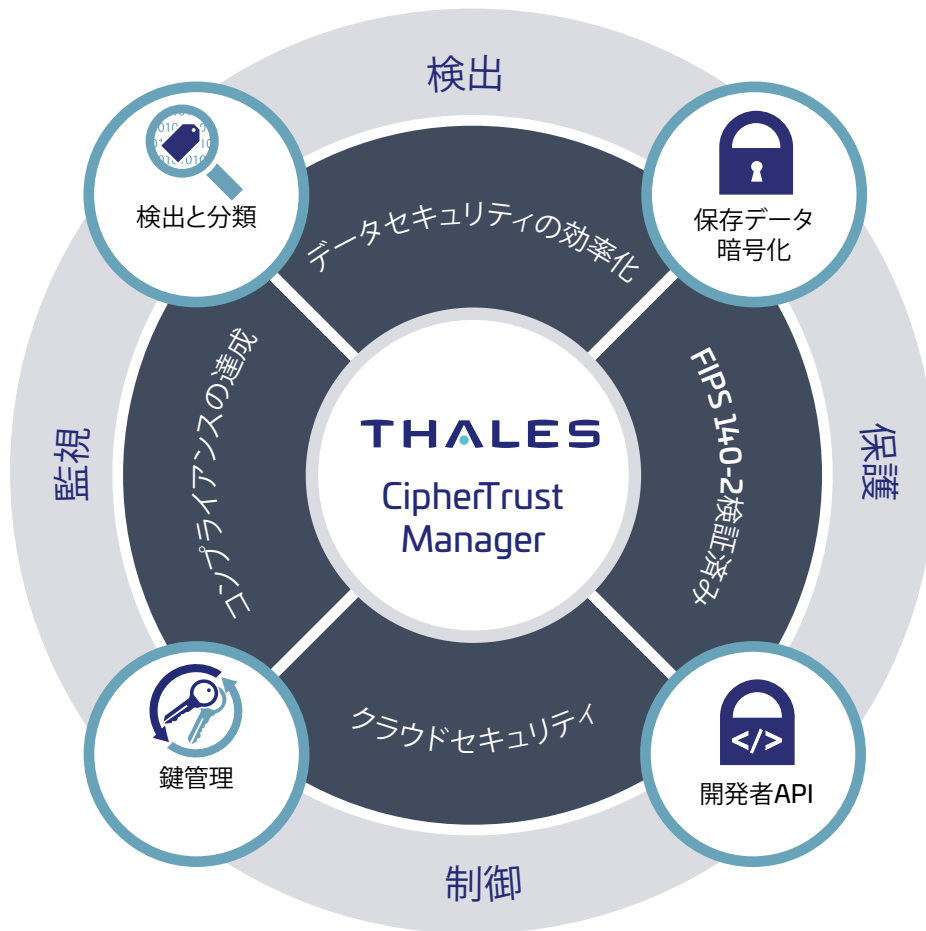 検出
検出と分類
保存データ
暗号化
データセキュリティの効率化
コンプライアンスの達成
FIPS 140-2検証済み
監視
THALES
CipherTrust
Manager
保護
クラウドセキュリティ
鍵管理
</>
開発者API
制御